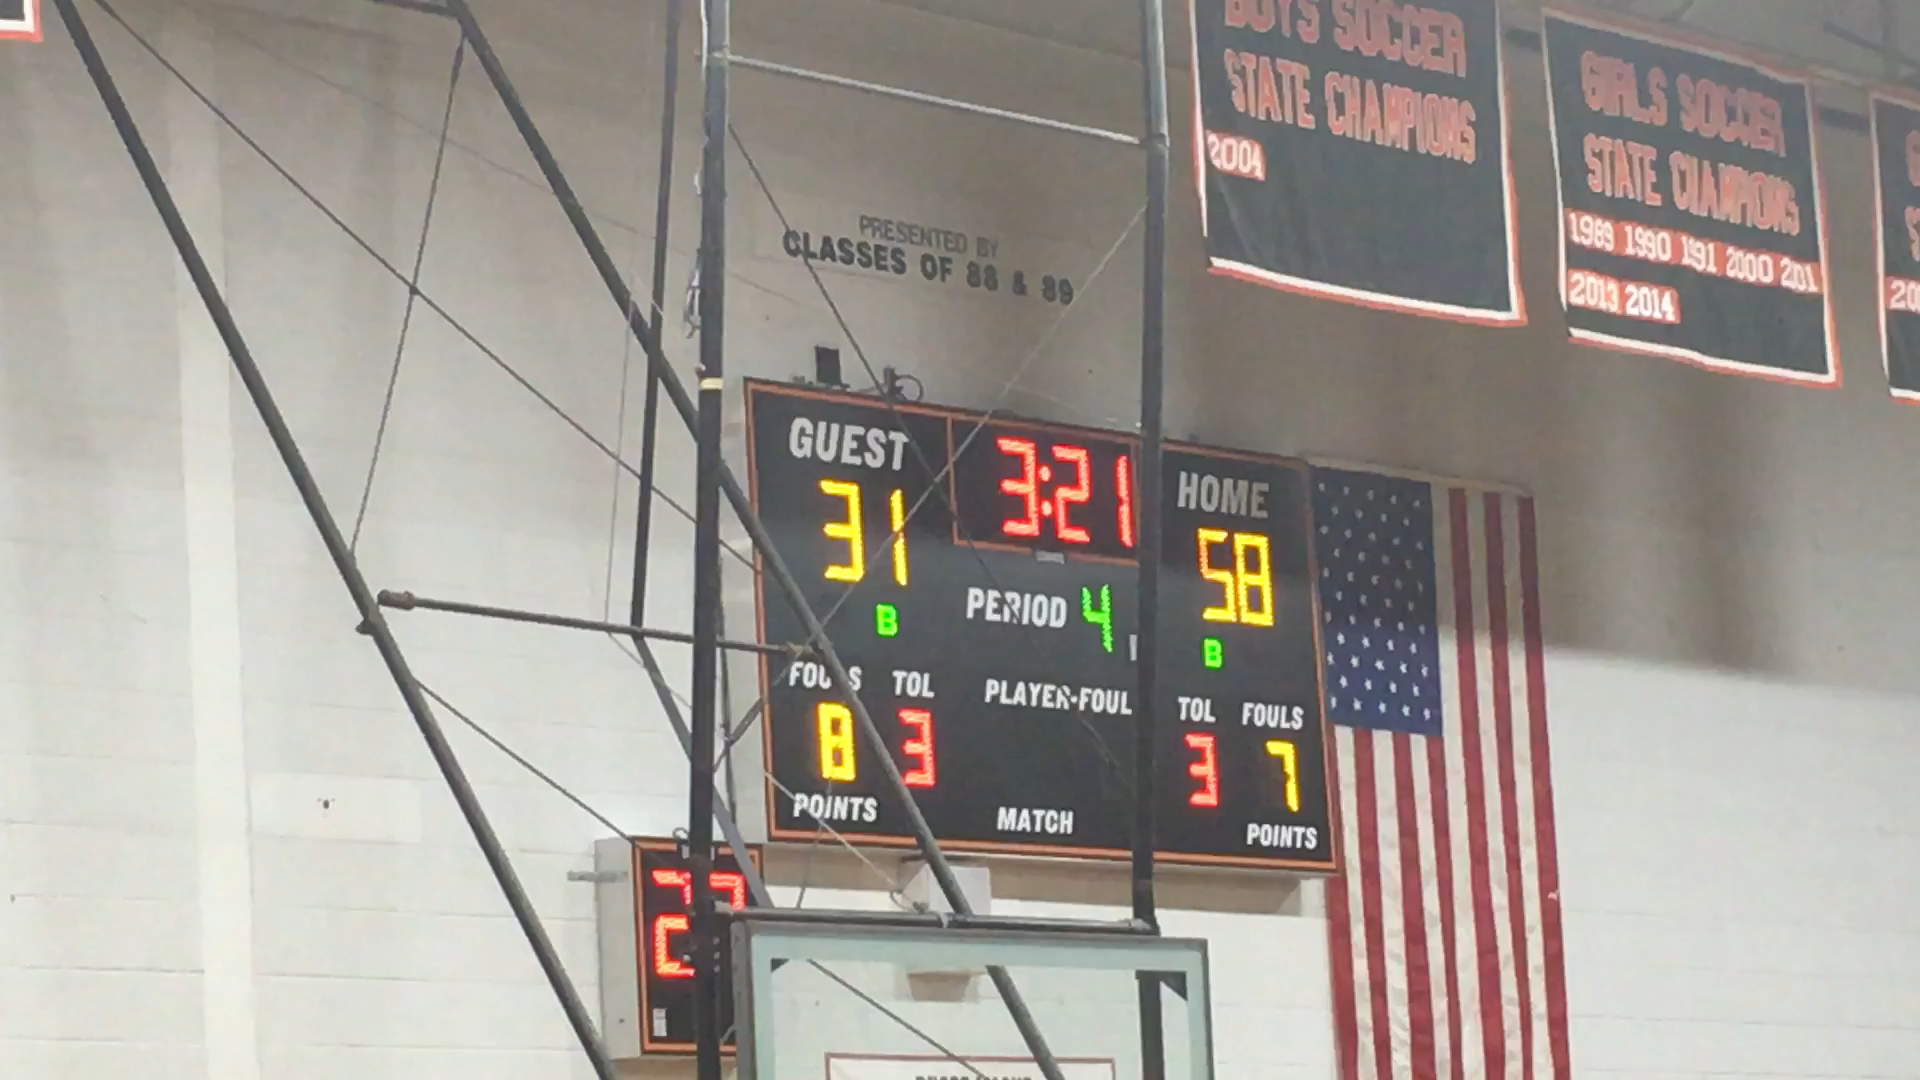 BOYS SOCCER
STATE CHAMPIONS
2004
GIRLS SOCCER
STATE CHAMPIONS
1989 1990 1991 2000 201
2013 2014
20
PRESENTED BY
CLASSES OF 88 & 89
GUEST
3:21
HOME
31
58
B
PERIOD 4
B
FOULS TOL
PLAYER-FOUL
TOL FOULS
8 3
3 7
POINTS
MATCH
POINTS